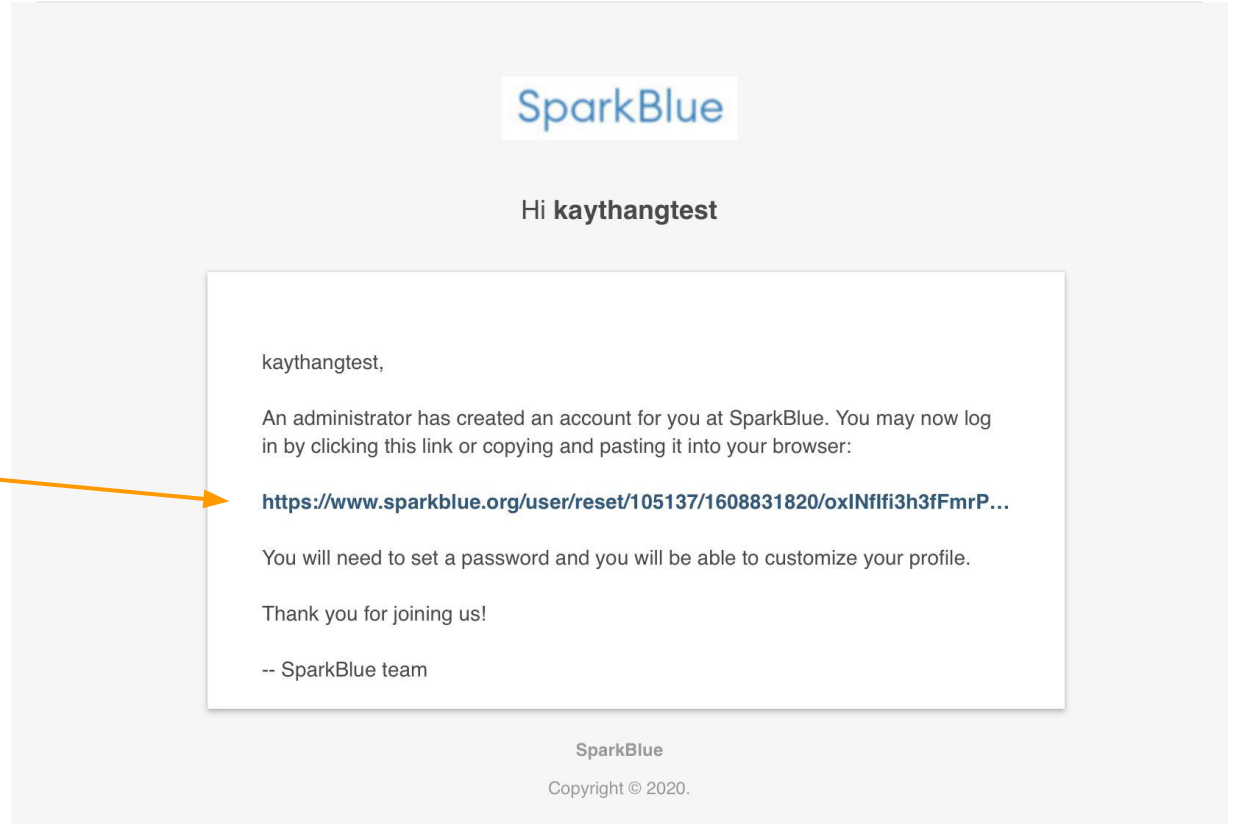 SparkBlue
Hi kaythangtest
kaythangtest,
An administrator has created an account for you at SparkBlue. You may now log
in by clicking this link or copying and pasting it into your browser:
https://www.sparkblue.org/user/reset/105137/1608831820/oxINfIfi3h3fFmrP…
You will need to set a password and you will be able to customize your profile.
Thank you for joining us!
-- SparkBlue team
SparkBlue
Copyright © 2020.